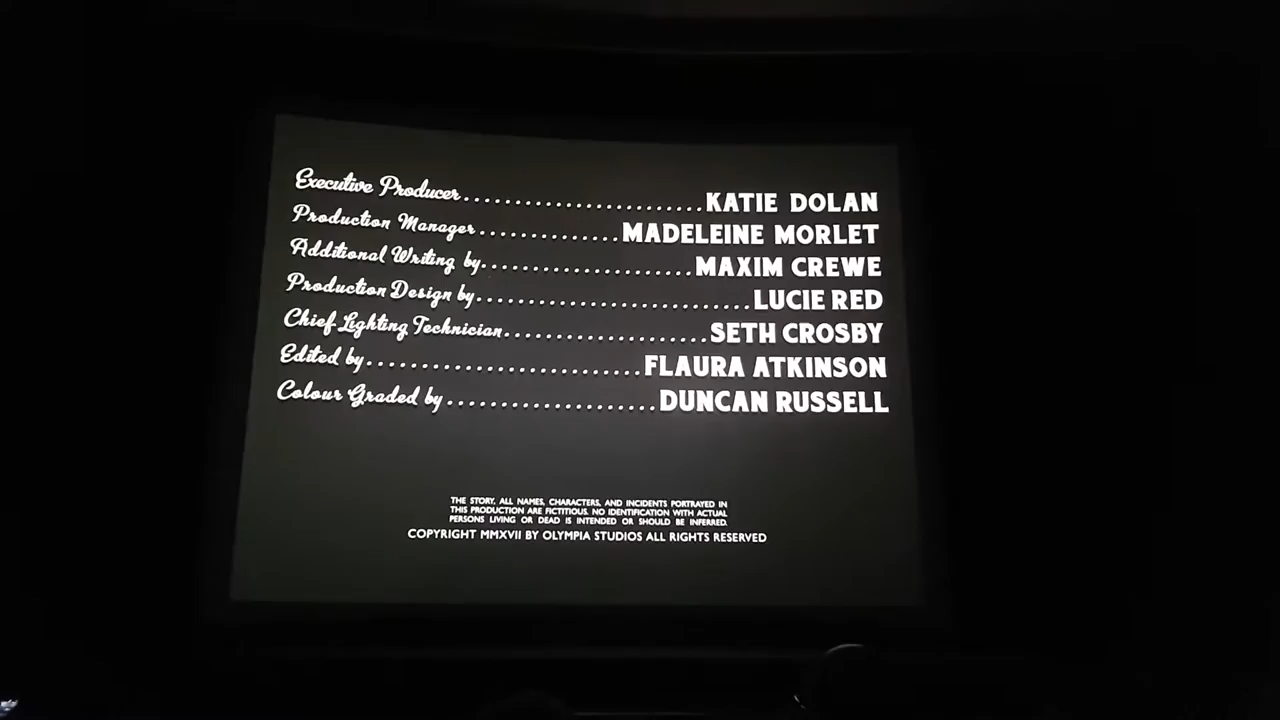 Executive Producer.......................KATIE DOLAN
Production Manager..............MADELEINE MORLET
Additional Writing by.....................MAXIM CREWE
Production Design by...........................LUCIE RED
Chief Lighting Technician....................SETH CROSBY
Edited by...........................FLAURA ATKINSON
Colour Graded by....................DUNCAN RUSSELL
THE STORY, ALL NAMES, CHARACTERS, AND INCIDENTS PORTRAYED IN
THIS PRODUCTION ARE FICTITIOUS. NO IDENTIFICATION WITH ACTUAL
PERSONS LIVING OR DEAD IS INTENDED OR SHOULD BE INFERRED.
COPYRIGHT MMXVII BY OLYMPIA STUDIOS ALL RIGHTS RESERVED